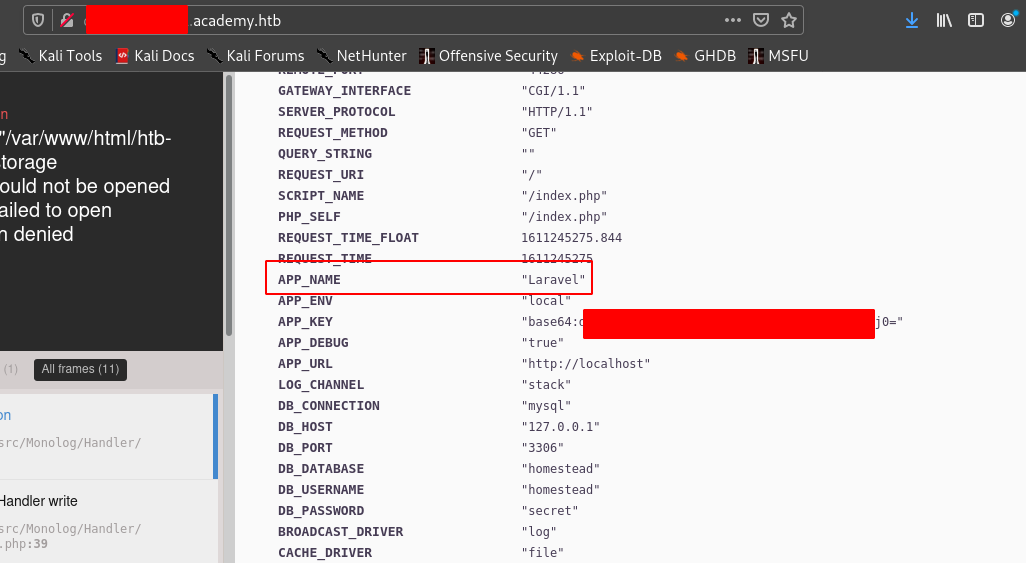 .academy.htb
g Kali Tools Kali Docs Kali Forums NetHunter Offensive Security Exploit-DB GHDB MSFU
n
"/var/www/html/htb-
storage
ould not be opened
ailed to open
n denied
(1) All frames (11)
on
src/Monolog/Handler/
Handler write
src/Monolog/Handler/
.php:39
REMOTE_PORT
GATEWAY_INTERFACE "CGI/1.1"
SERVER_PROTOCOL "HTTP/1.1"
REQUEST_METHOD "GET"
QUERY_STRING ""
REQUEST_URI "/"
SCRIPT_NAME "/index.php"
PHP_SELF "/index.php"
REQUEST_TIME_FLOAT 1611245275.844
REQUEST_TIME 1611245275
APP_NAME "Laravel"
APP_ENV "local"
APP_KEY "base64: j0="
APP_DEBUG "true"
APP_URL "http://localhost"
LOG_CHANNEL "stack"
DB_CONNECTION "mysql"
DB_HOST "127.0.0.1"
DB_PORT "3306"
DB_DATABASE "homestead"
DB_USERNAME "homestead"
DB_PASSWORD "secret"
BROADCAST_DRIVER "log"
CACHE_DRIVER "file"